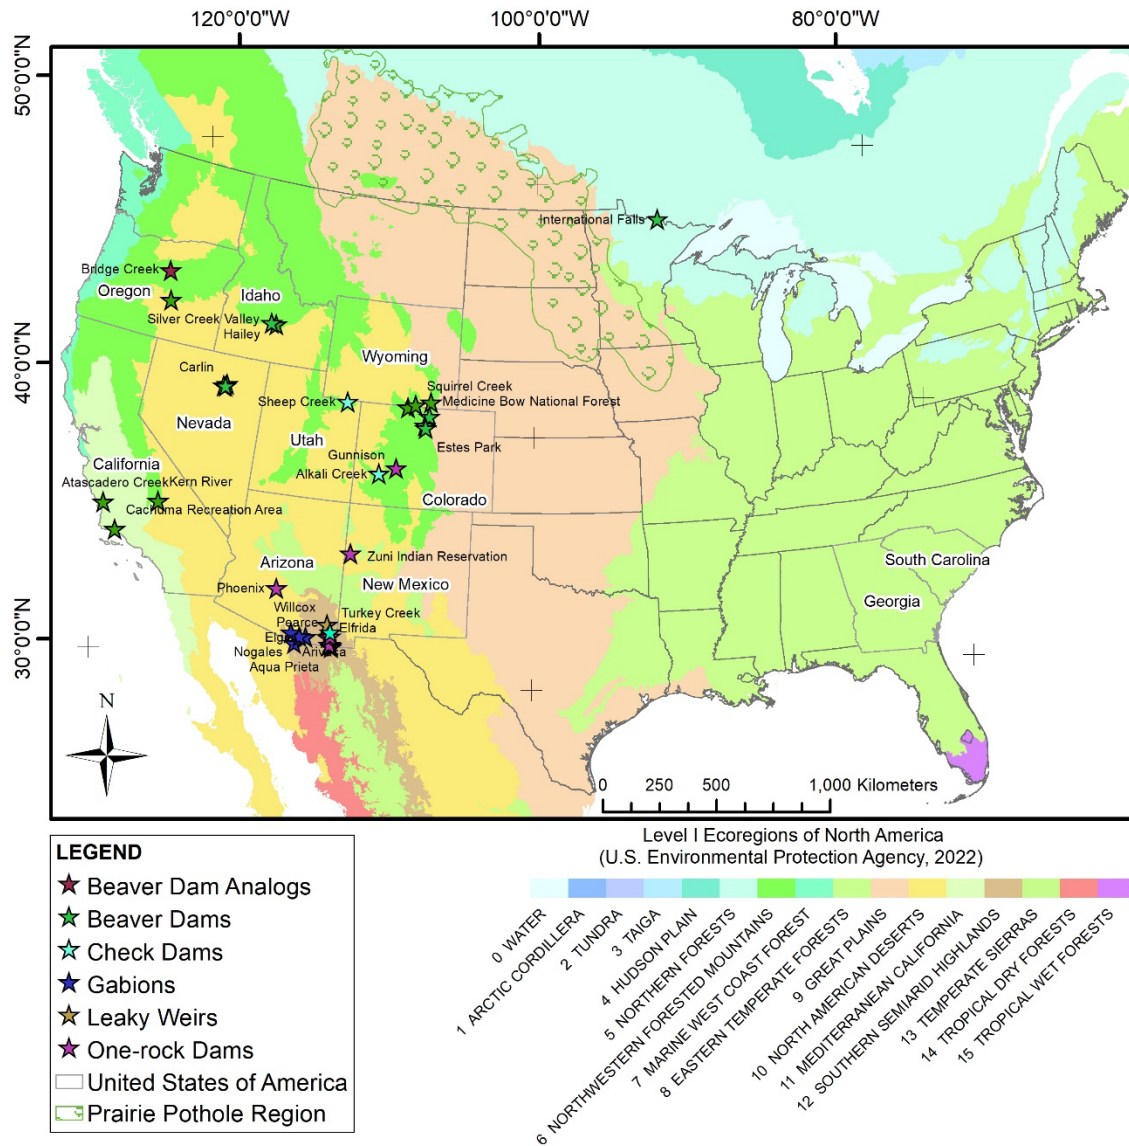 120°0'0"W 100°0'0"W 80°0'0"W
50°0'0"N
40°0'0"N
30°0'0"N
International Falls
Bridge Creek
Oregon
Idaho
Silver Creek Valley
Hailey
Wyoming
Carlin
Squirrel Creek
Sheep Creek
Medicine Bow National Forest
Nevada
Utah
Estes Park
Gunnison
California
Alkali Creek
Atascadero Creek
Kern River
Colorado
Cachuma Recreation Area
Zuni Indian Reservation
Arizona
South Carolina
New Mexico
Phoenix
Georgia
Willcox
Turkey Creek
Pearce
Elfrida
Nogales
Arivaca
Aqua Prieta
N
0 250 500 1,000 Kilometers
LEGEND
Beaver Dam Analogs
Beaver Dams
Check Dams
Gabions
Leaky Weirs
One-rock Dams
United States of America
Prairie Pothole Region
Level I Ecoregions of North America
(U.S. Environmental Protection Agency, 2022)
0 WATER
1 ARCTIC CORDILLERA
2 TUNDRA
3 TAIGA
4 HUDSON PLAIN
5 NORTHERN FORESTS
6 NORTHWESTERN FORESTED MOUNTAINS
7 MARINE WEST COAST FOREST
8 EASTERN TEMPERATE FORESTS
9 GREAT PLAINS
10 NORTH AMERICAN DESERTS
11 MEDITERRANEAN CALIFORNIA
12 SOUTHERN SEMIARID HIGHLANDS
13 TEMPERATE SIERRAS
14 TROPICAL DRY FORESTS
15 TROPICAL WET FORESTS